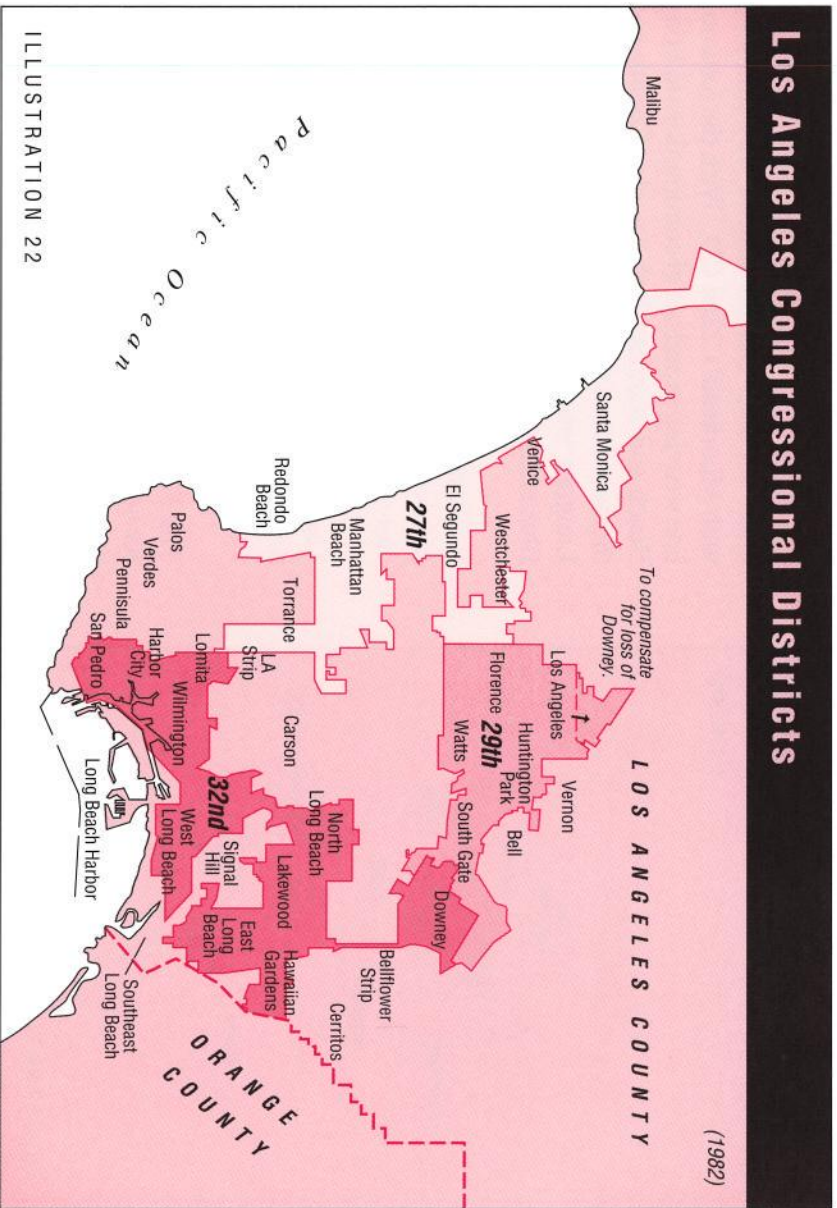 Los Angeles Congressional Districts
(1982)
Malibu
Santa Monica
To compensate
for loss of
Downey.
LOS ANGELES COUNTY
Venice
Westchester
Los Angeles
Vernon
Huntington
Park
Bell
Florence
29th
El Segundo
Watts
South Gate
Downey
27th
Manhattan
Beach
Bellflower
Strip
Redondo
Beach
Torrance
North
Long Beach
Cerritos
LA
Strip
Carson
Lakewood
Hawaiian
Gardens
Lomita
32nd
Signal
Hill
East
Long
Beach
ORANGE
COUNTY
Palos
Verdes
Pennisula
Harbor
City
Wilmington
West
Long Beach
San Pedro
Long Beach Harbor
Southeast
Long Beach
Pacific Ocean
ILLUSTRATION 22